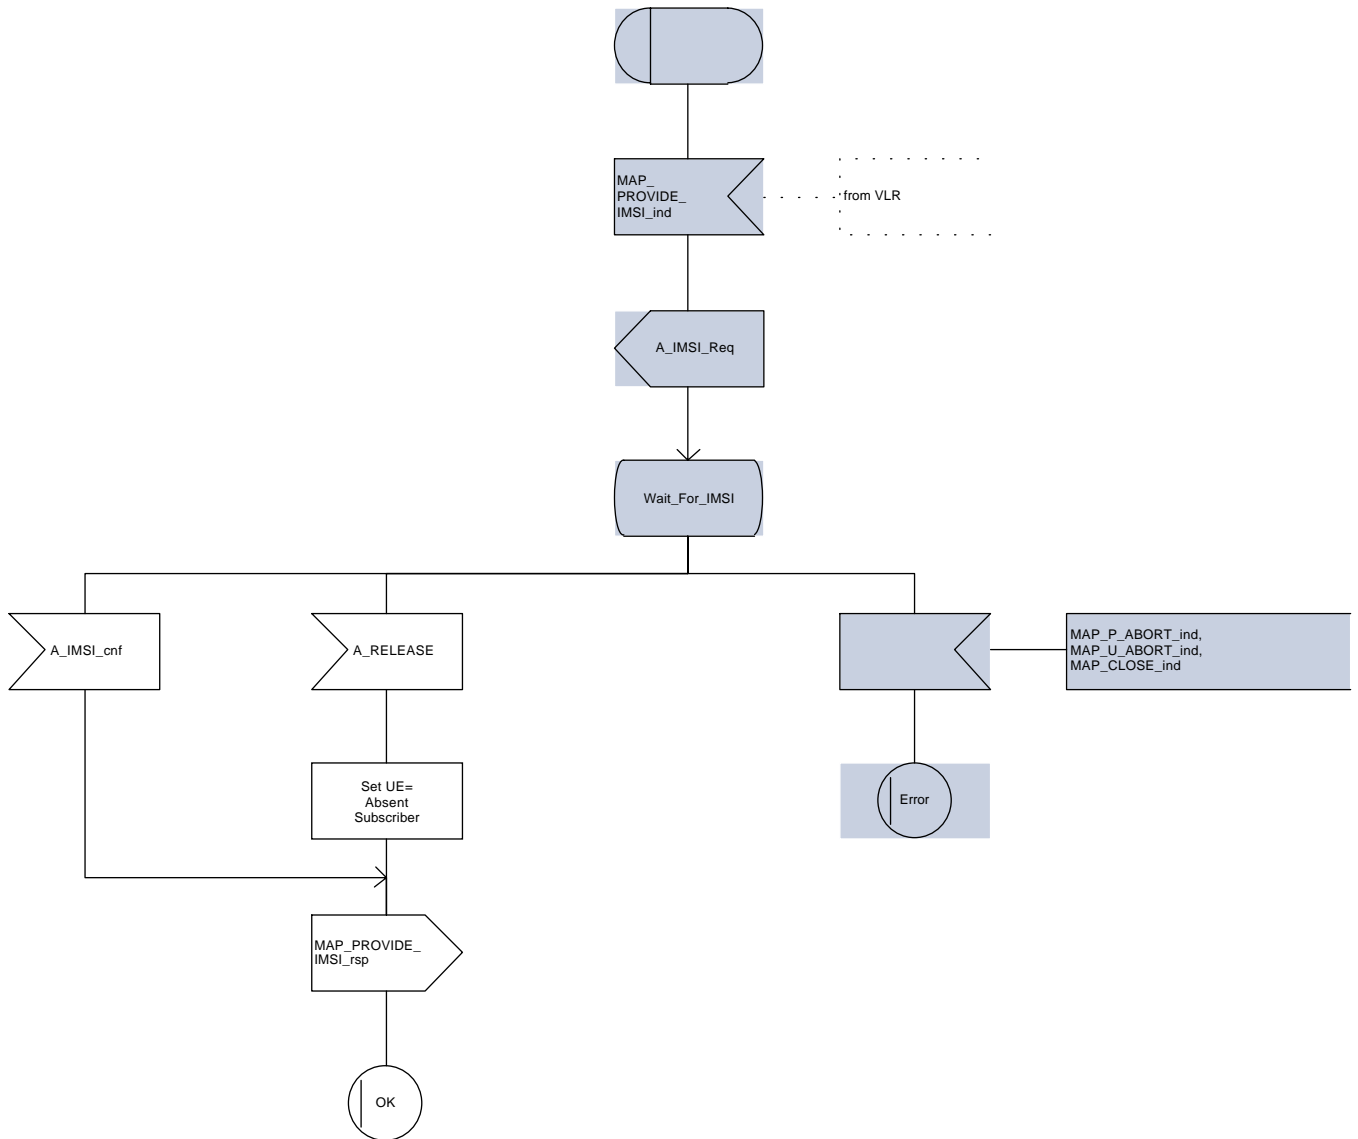 MAP_
PROVIDE_
IMSI_ind
from VLR
A_IMSI_Req
Wait_For_IMSI
A_IMSI_cnf
A_RELEASE
MAP_P_ABORT_ind,
MAP_U_ABORT_ind,
MAP_CLOSE_ind
Set UE=
Absent
Subscriber
Error
MAP_PROVIDE_
IMSI_rsp
OK